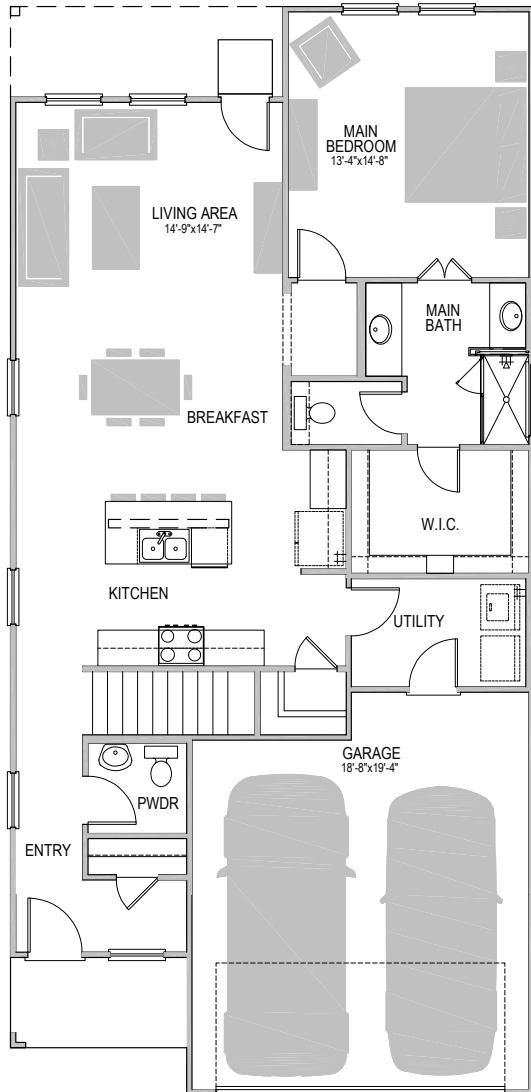 MAIN
BEDROOM
13'-4"x14'-8"
LIVING AREA
14'-9"x14'-7"
MAIN
BATH
BREAKFAST
W.I.C.
KITCHEN
UTILITY
GARAGE
18'-8"x19'-4"
PWDR
ENTRY